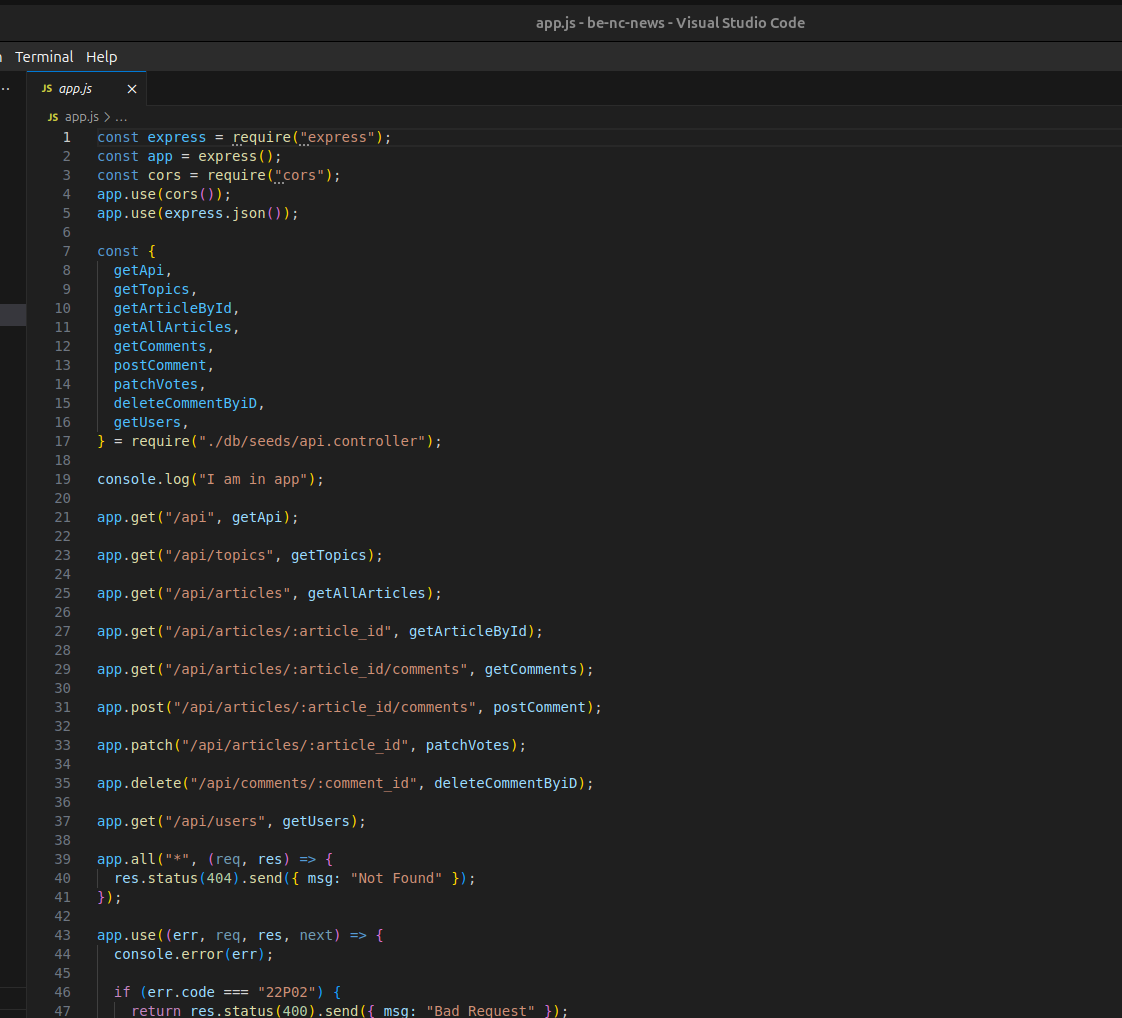 app.js - be-nc-news - Visual Studio Code
Terminal Help
JS app.js ×
JS app.js > ...
1 const express = require("express");
2 const app = express();
3 const cors = require("cors");
4 app.use(cors());
5 app.use(express.json());
6
7 const {
8   getApi,
9   getTopics,
10   getArticleById,
11   getAllArticles,
12   getComments,
13   postComment,
14   patchVotes,
15   deleteCommentByiD,
16   getUsers,
17 } = require("./db/seeds/api.controller");
18
19 console.log("I am in app");
20
21 app.get("/api", getApi);
22
23 app.get("/api/topics", getTopics);
24
25 app.get("/api/articles", getAllArticles);
26
27 app.get("/api/articles/:article_id", getArticleById);
28
29 app.get("/api/articles/:article_id/comments", getComments);
30
31 app.post("/api/articles/:article_id/comments", postComment);
32
33 app.patch("/api/articles/:article_id", patchVotes);
34
35 app.delete("/api/comments/:comment_id", deleteCommentByiD);
36
37 app.get("/api/users", getUsers);
38
39 app.all("*", (req, res) => {
40   res.status(404).send({ msg: "Not Found" });
41 });
42
43 app.use((err, req, res, next) => {
44   console.error(err);
45
46   if (err.code === "22P02") {
47     return res.status(400).send({ msg: "Bad Request" });